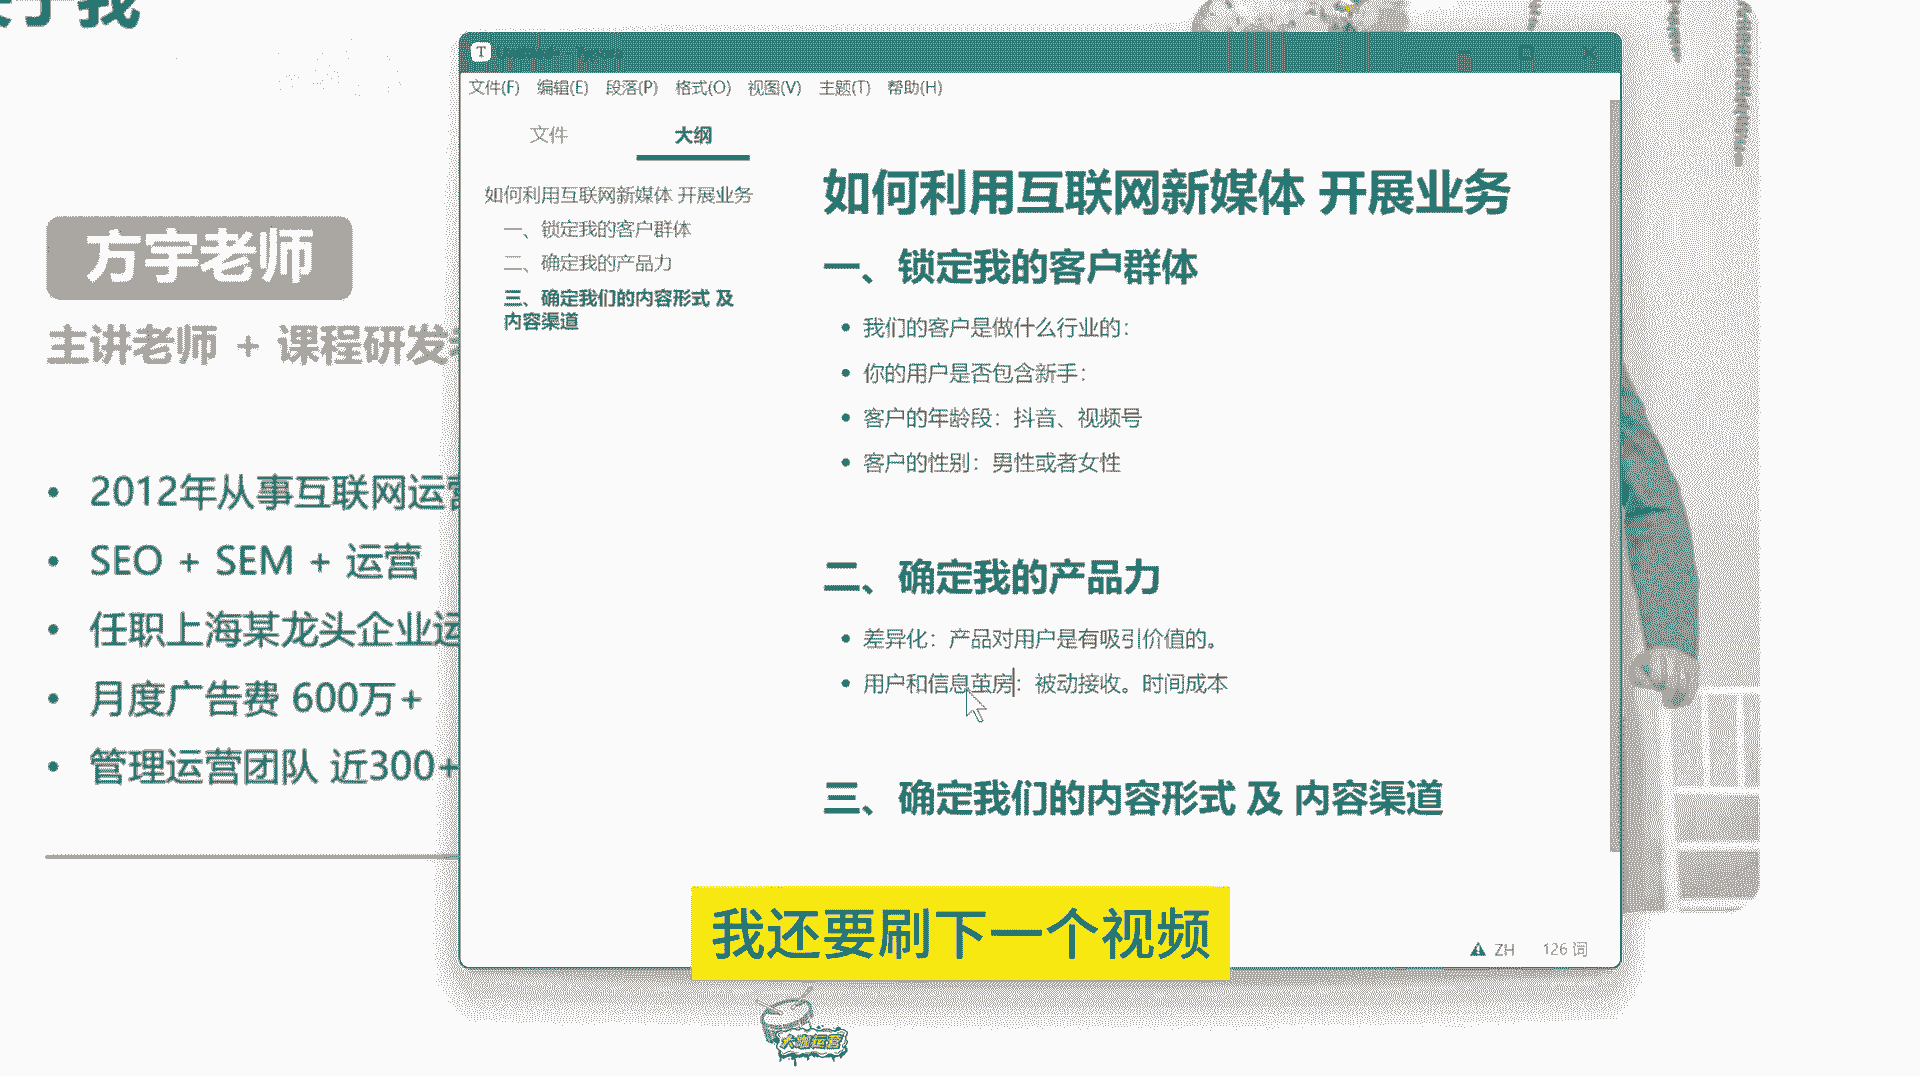 关于我
方宇老师
主讲老师 + 课程研发
2012年从事互联网运营
SEO + SEM + 运营
任职上海某龙头企业运
月度广告费 600万+
管理运营团队 近300+
文件(F) 编辑(E) 段落(P) 格式(O) 视图(V) 主题(T) 帮助(H)
文件 大纲
如何利用互联网新媒体 开展业务
一、锁定我的客户群体
二、确定我的产品力
三、确定我们的内容形式 及
内容渠道
如何利用互联网新媒体 开展业务
一、锁定我的客户群体
我们的客户是做什么行业的：
你的用户是否包含新手：
客户的年龄段：抖音、视频号
客户的性别：男性或者女性
二、确定我的产品力
差异化：产品对用户是有吸引价值的。
用户和信息茧房：被动接收。时间成本
三、确定我们的内容形式 及 内容渠道
ZH 126 词
我还要刷下一个视频
大咖运营